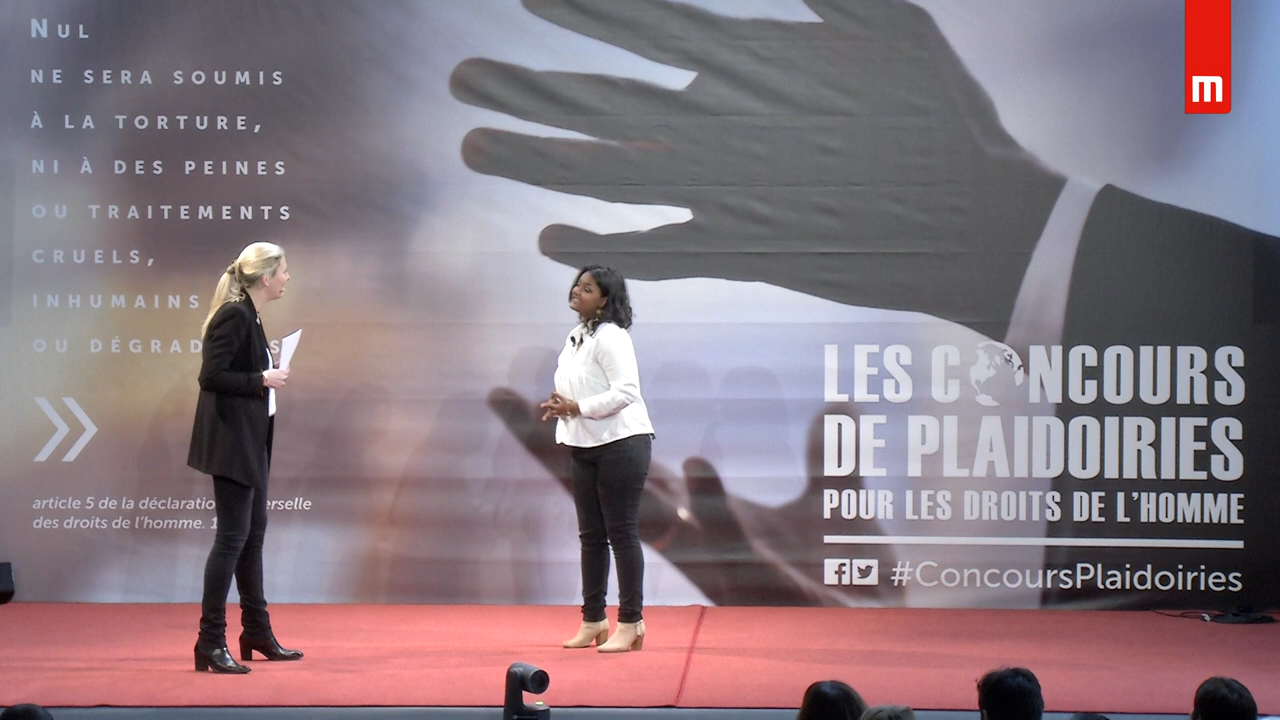 NUL
NE SERA SOUMIS
À LA TORTURE,
NI À DES PEINES
OU TRAITEMENTS
CRUELS,
INHUMAINS
article 5 de la
des droits de l'homme.
LES CONCOURS
DE PLAIDOIRIES
POUR LES DROITS DE L'HOMME
#ConcoursPlaidoiries
m